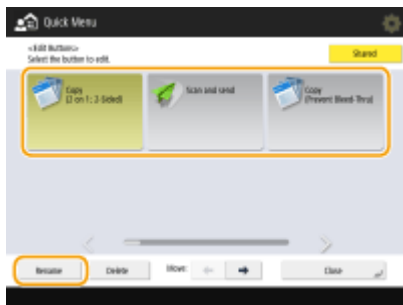 Quick Menu
<Edit Buttons>
Select the button to edit.
Shared
Copy
(2 on 1: 2-Sided)
Scan and send
Copy
(Prevent Bleed-Thru)
Rename
Delete
Move:
Close